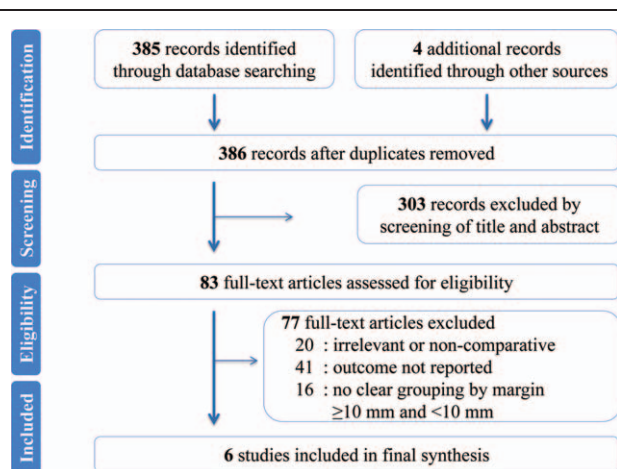 Identification
385 records identified
through database searching
4 additional records
identified through other sources
386 records after duplicates removed
Screening
303 records excluded by
screening of title and abstract
83 full-text articles assessed for eligibility
Eligibility
77 full-text articles excluded
20 : irrelevant or non-comparative
41 : outcome not reported
16 : no clear grouping by margin
≥10 mm and <10 mm
Included
6 studies included in final synthesis